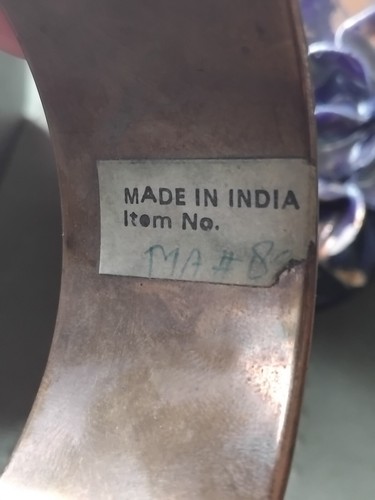 MADE IN INDIA
Item No.
MA # 8